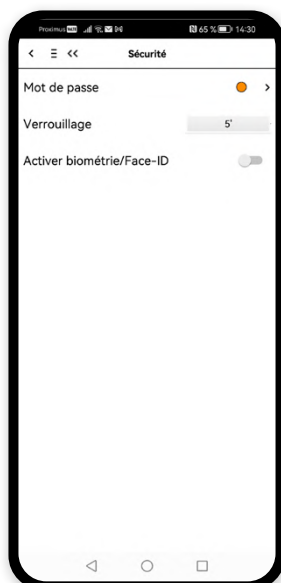 Proximus 65 % 14:30
Sécurité
Mot de passe
Verrouillage 5'
Activer biométrie/Face-ID